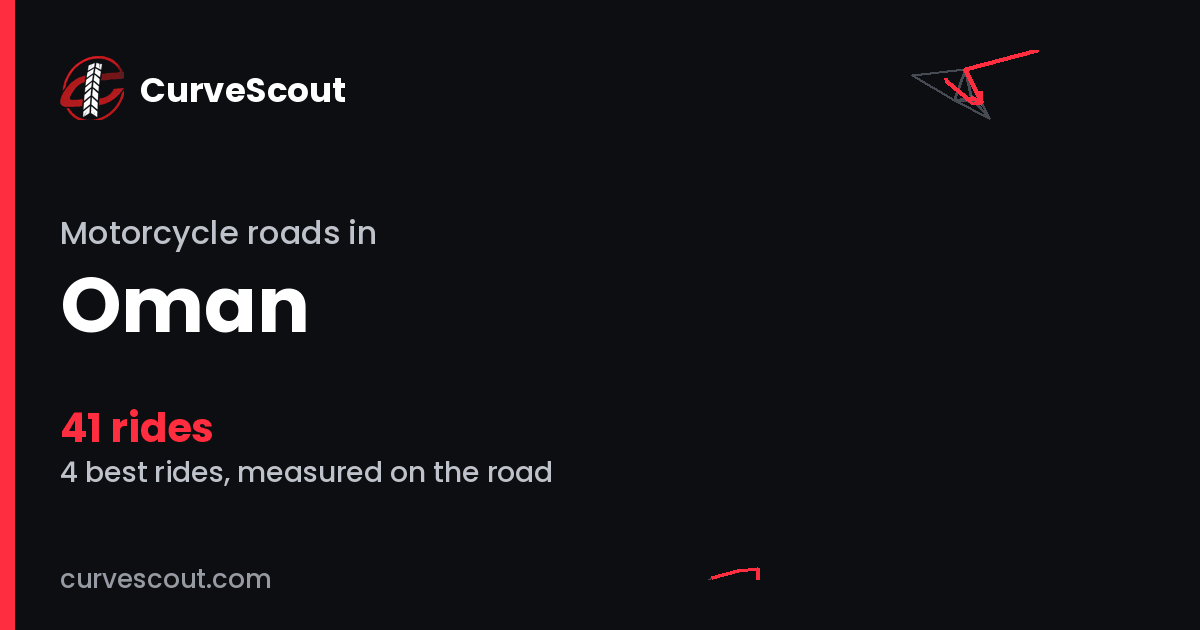 CurveScout
Motorcycle roads in
Oman
41 rides
4 best rides, measured on the road
curvescout.com